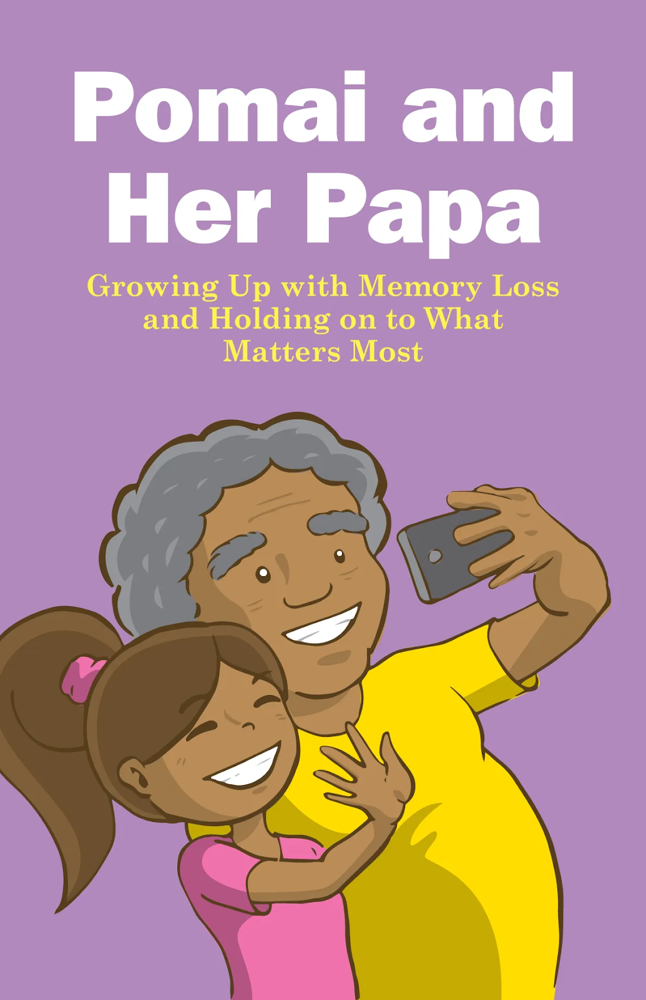 Pomai and
Her Papa
Growing Up with Memory Loss
and Holding on to What
Matters Most